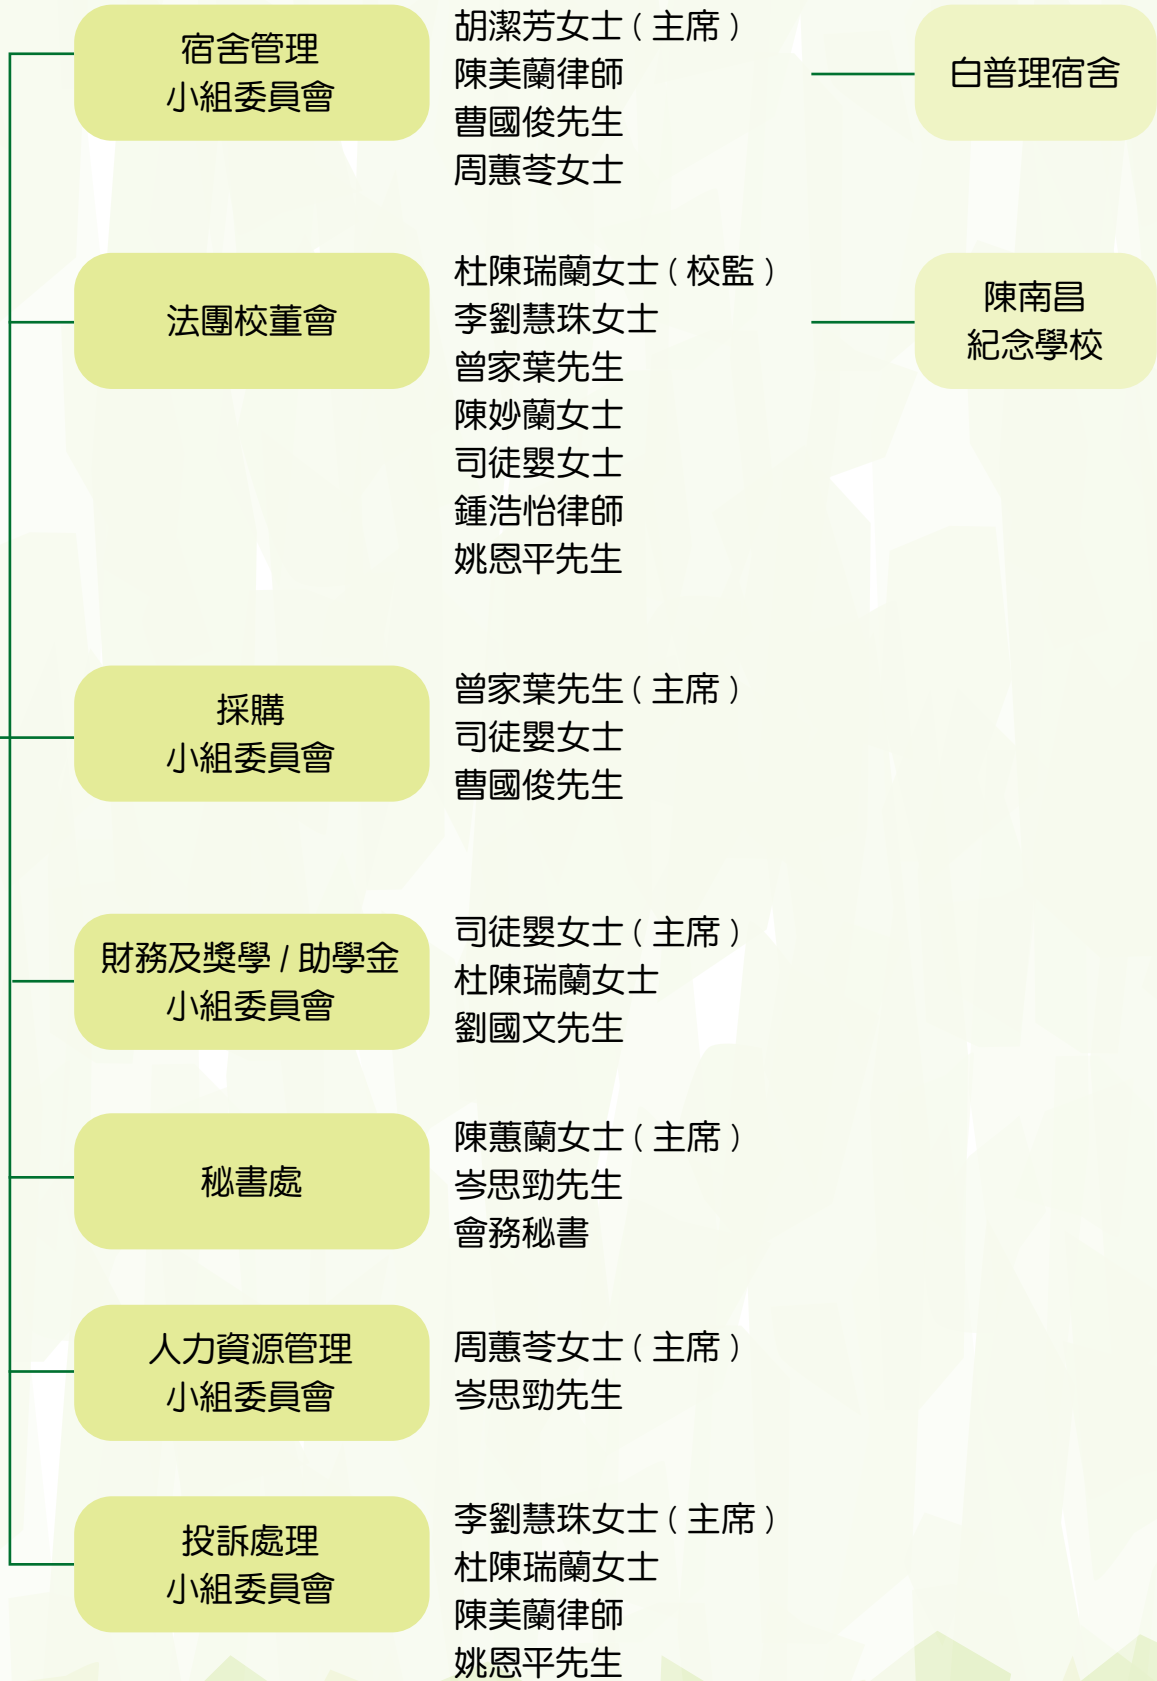 宿舍管理
小組委員會
胡潔芳女士（主席）
陳美蘭律師
曹國俊先生
周蕙苓女士
白普理宿舍
法團校董會
杜陳瑞蘭女士（校監）
李劉慧珠女士
曾家葉先生
陳妙蘭女士
司徒嬰女士
鍾浩怡律師
姚恩平先生
陳南昌
紀念學校
採購
小組委員會
曾家葉先生（主席）
司徒嬰女士
曹國俊先生
財務及獎學 / 助學金
小組委員會
司徒嬰女士（主席）
杜陳瑞蘭女士
劉國文先生
秘書處
陳蕙蘭女士（主席）
岑思勁先生
會務秘書
人力資源管理
小組委員會
周蕙苓女士（主席）
岑思勁先生
投訴處理
小組委員會
李劉慧珠女士（主席）
杜陳瑞蘭女士
陳美蘭律師
姚恩平先生